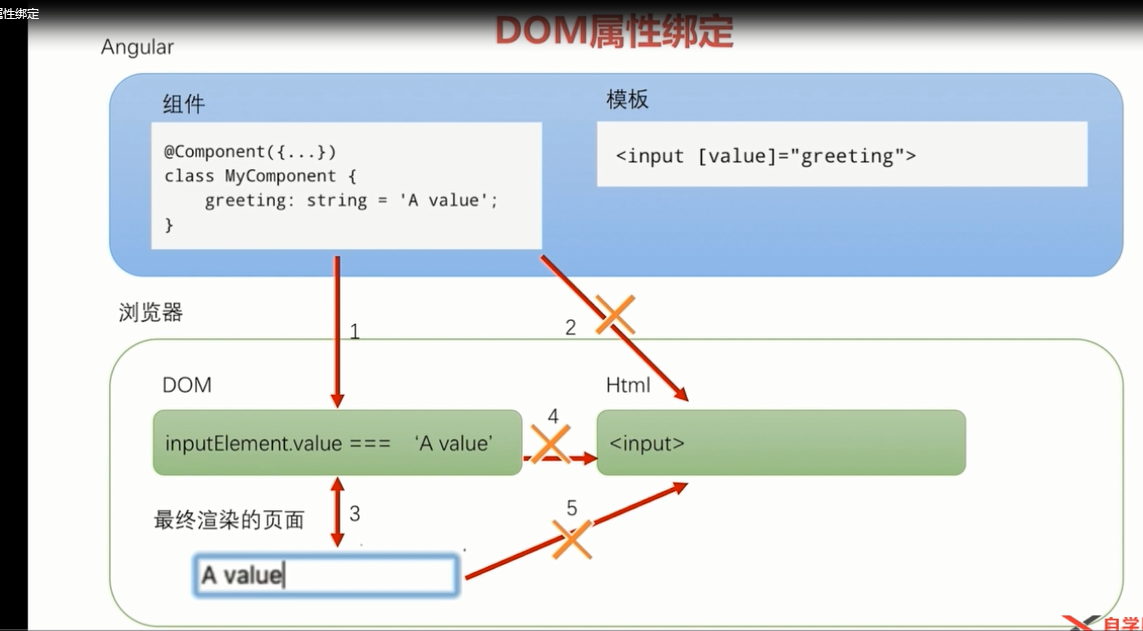 性绑定
DOM属性绑定
Angular
组件
模板
@Component({...})
class MyComponent {
greeting: string = 'A value';
}
<input [value]="greeting">
浏览器
1
2
DOM
Html
inputElement.value === ‘A value’
4
<input>
最终渲染的页面
3
5
A value
自学